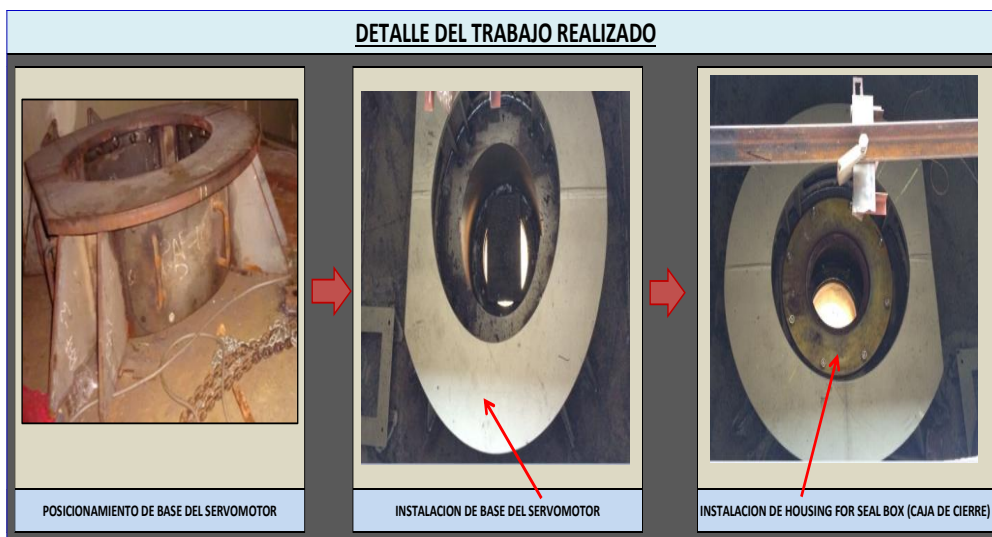 DETALLE DEL TRABAJO REALIZADO
POSICIONAMIENTO DE BASE DEL SERVOMOTOR
INSTALACION DE BASE DEL SERVOMOTOR
INSTALACION DE HOUSING FOR SEAL BOX (CAJA DE CIERRE)